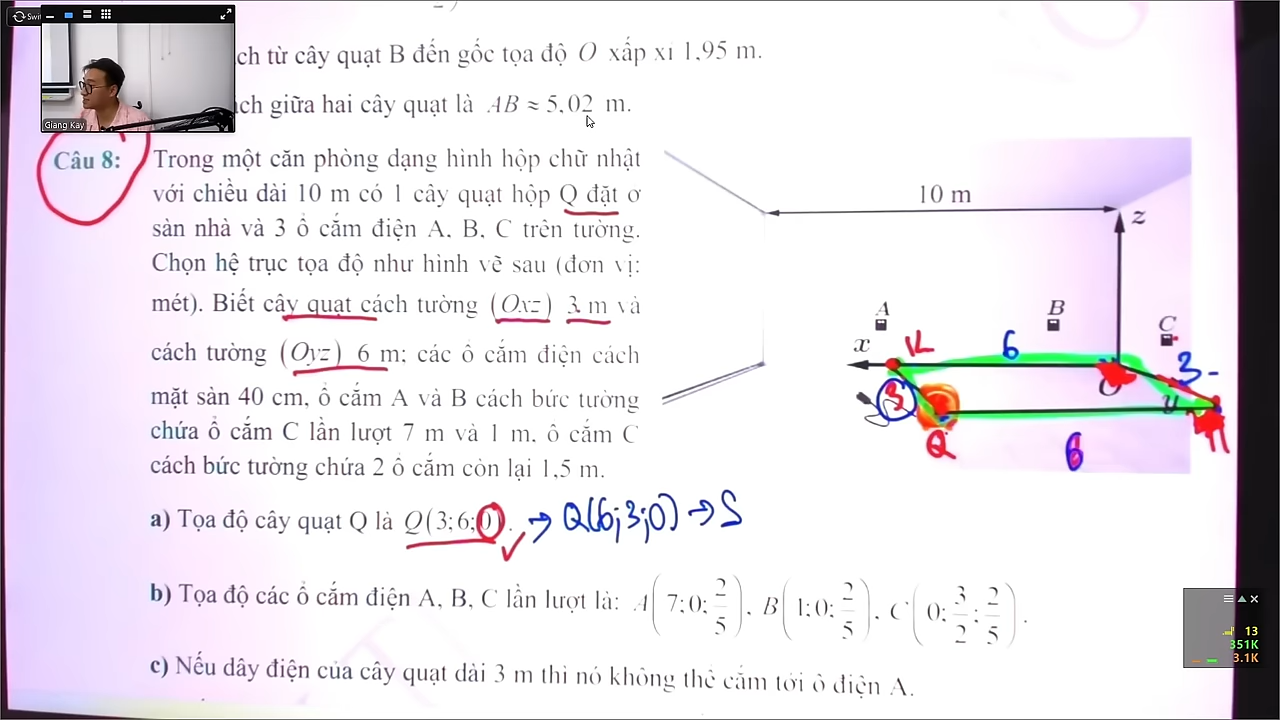 Swi
Giang Kay
ch từ cây quạt B đến gốc tọa độ O xấp xỉ 1,95 m.
ch giữa hai cây quạt là AB ≈ 5,02 m.
Câu 8: Trong một căn phòng dạng hình hộp chữ nhật
với chiều dài 10 m có 1 cây quạt hộp Q đặt ở
sàn nhà và 3 ổ cắm điện A, B, C trên tường.
Chọn hệ trục tọa độ như hình vẽ sau (đơn vị:
mét). Biết cây quạt cách tường (Oxz) 3 m và
cách tường (Oyz) 6 m; các ổ cắm điện cách
mặt sàn 40 cm, ổ cắm A và B cách bức tường
chứa ổ cắm C lần lượt 7 m và 1 m, ổ cắm C
cách bức tường chứa 2 ổ cắm còn lại 1,5 m.
10 m
z
A
B
C
x
K
6
3
3
O
y
Q
6
H
a) Tọa độ cây quạt Q là Q(3;6;0). → Q(6;3;0) → S
b) Tọa độ các ổ cắm điện A, B, C lần lượt là: A(7;0;2/5), B(1;0;2/5), C(0;3/2;2/5).
c) Nếu dây điện của cây quạt dài 3 m thì nó không thể cắm tới ổ điện A.
13
351K
3.1K